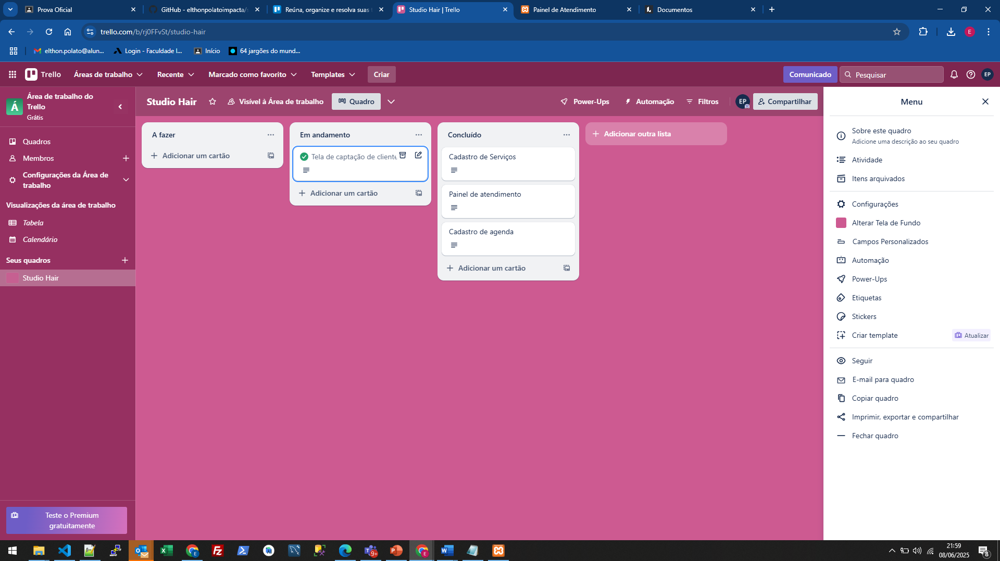 Prova Oficial
GitHub - elthonpolatoimpacta/s
Reúna, organize e resolva suas t
Studio Hair | Trello
Painel de Atendimento
Documentos
trello.com/b/rj0FFvSt/studio-hair
E
elthon.polato@alun...
Login - Faculdade I...
Início
64 jargões do mund...
Trello
Áreas de trabalho
Recente
Marcado como favorito
Templates
Criar
Comunicado
Pesquisar
EP
Á
Área de trabalho do
Trello
Grátis
Quadros
Membros
Configurações da Área de
trabalho
Visualizações da área de trabalho
Tabela
Calendário
Seus quadros
Studio Hair
Teste o Premium
gratuitamente
Studio Hair
Visível à Área de trabalho
Quadro
Power-Ups
Automação
Filtros
EP
Compartilhar
A fazer
Adicionar um cartão
Em andamento
Tela de captação de cliente
Adicionar um cartão
Concluído
Cadastro de Serviços
Painel de atendimento
Cadastro de agenda
Adicionar um cartão
Adicionar outra lista
Menu
Sobre este quadro
Adicione uma descrição ao seu quadro
Atividade
Itens arquivados
Configurações
Alterar Tela de Fundo
Campos Personalizados
Automação
Power-Ups
Etiquetas
Stickers
Criar template
Atualizar
Seguir
E-mail para quadro
Copiar quadro
Imprimir, exportar e compartilhar
Fechar quadro
9+
21:59
08/06/2025
8